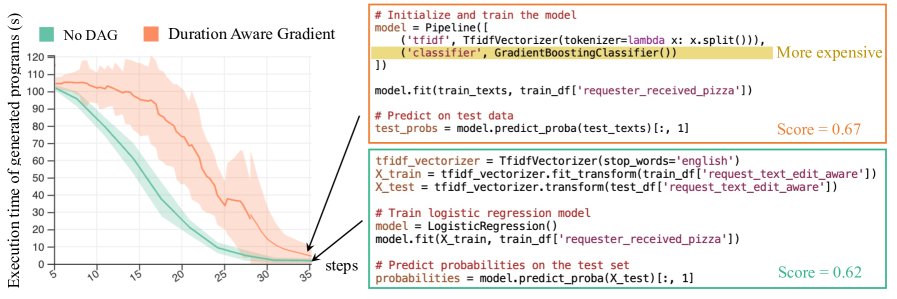 Execution time of generated programs (s)
No DAG
Duration Aware Gradient
120
110
100
90
80
70
60
50
40
30
20
10
0
5
10
15
20
25
30
35
steps
# Initialize and train the model
model = Pipeline([
('tfidf', TfidfVectorizer(tokenizer=lambda x: x.split())),
('classifier', GradientBoostingClassifier())
More expensive
])
model.fit(train_texts, train_df['requester_received_pizza'])
# Predict on test data
test_probs = model.predict_proba(test_texts)[:, 1]
Score = 0.67
tfidf_vectorizer = TfidfVectorizer(stop_words='english')
X_train = tfidf_vectorizer.fit_transform(train_df['request_text_edit_aware'])
X_test = tfidf_vectorizer.transform(test_df['request_text_edit_aware'])
# Train logistic regression model
model = LogisticRegression()
model.fit(X_train, train_df['requester_received_pizza'])
# Predict probabilities on the test set
probabilities = model.predict_proba(X_test)[:, 1]
Score = 0.62